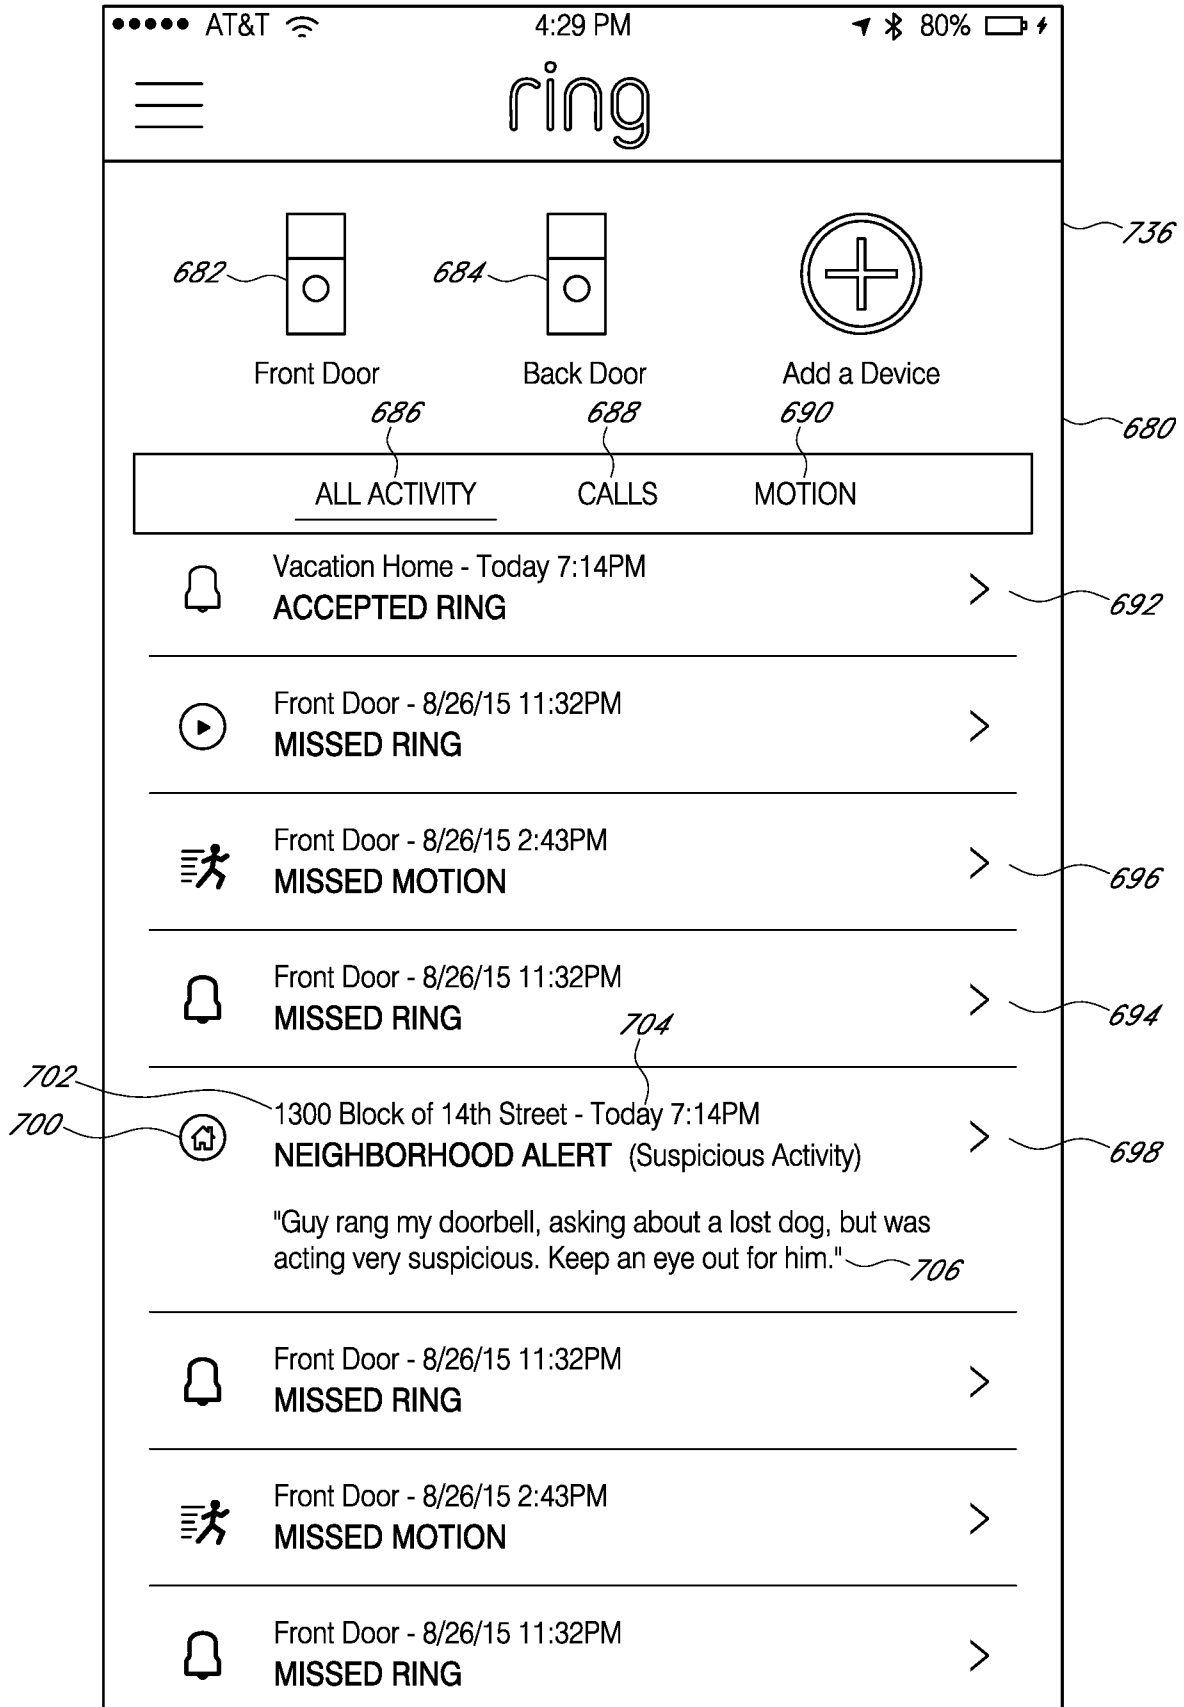 AT&T 4:29 PM 80%
ring
736
682 684
Front Door Back Door Add a Device
686 688 690 680
ALL ACTIVITY CALLS MOTION
Vacation Home - Today 7:14PM
ACCEPTED RING 692
Front Door - 8/26/15 11:32PM
MISSED RING
Front Door - 8/26/15 2:43PM
MISSED MOTION 696
Front Door - 8/26/15 11:32PM
MISSED RING 694
704
702
1300 Block of 14th Street - Today 7:14PM
700
NEIGHBORHOOD ALERT (Suspicious Activity) 698
"Guy rang my doorbell, asking about a lost dog, but was
acting very suspicious. Keep an eye out for him." 706
Front Door - 8/26/15 11:32PM
MISSED RING
Front Door - 8/26/15 2:43PM
MISSED MOTION
Front Door - 8/26/15 11:32PM
MISSED RING